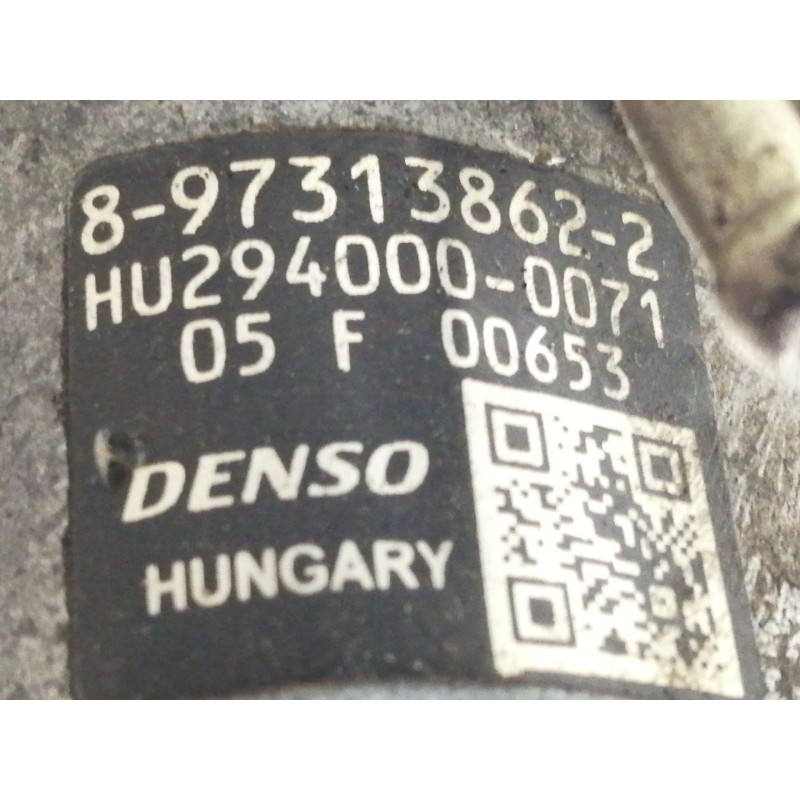 8-97313862-2
HU294000-0071
05 F 00653
DENSO
HUNGARY